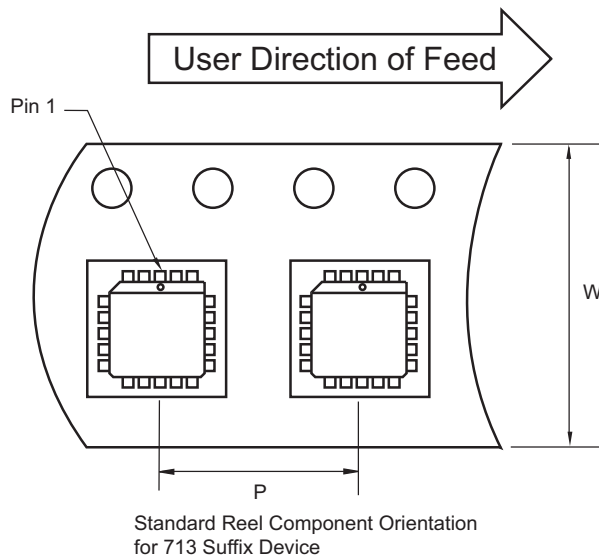 User Direction of Feed
Pin 1
W
P
Standard Reel Component Orientation
for 713 Suffix Device